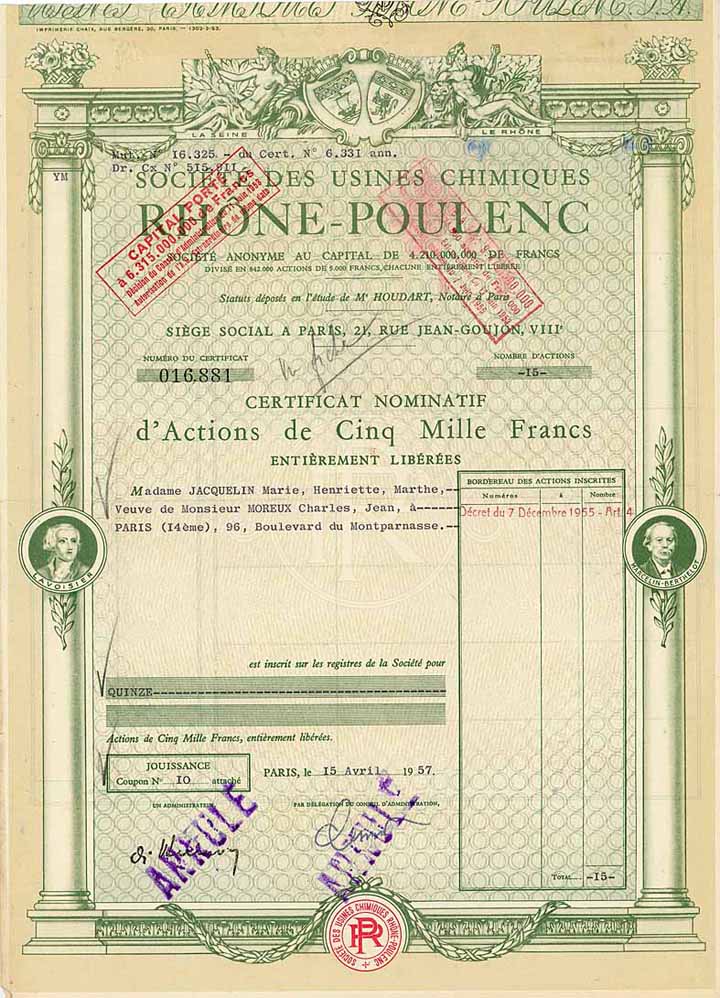 IMPRIMERIE CHAIX, RUE BERGÈRE, 20, PARIS. — 1303-3-53.
LA SEINE
LE RHÔNE
Mut. N° 16.325.- du Cert. N° 6.331 ann.
Dr. Cx N° 515.811
YM
SOCIÉTÉ DES USINES CHIMIQUES
RHÔNE-POULENC
CAPITAL PORTÉ
à 6.315.000.000 de Francs
SOCIÉTÉ ANONYME AU CAPITAL DE 4.210.000.000 DE FRANCS
DIVISÉ EN 842.000 ACTIONS DE 5.000 FRANCS, CHACUNE ENTIÈREMENT LIBÉRÉE
Statuts déposés en l'étude de Mᵉ HOUDART, Notaire à Paris
SIÈGE SOCIAL A PARIS, 21, RUE JEAN-GOUJON, VIIIᵉ
NUMÉRO DU CERTIFICAT
016,881
NOMBRE D'ACTIONS
-15-
CERTIFICAT NOMINATIF
d'Actions de Cinq Mille Francs
ENTIÈREMENT LIBÉRÉES
Madame JACQUELIN Marie, Henriette, Marthe,--
Veuve de Monsieur MOREUX Charles, Jean, à-----
PARIS (14ème), 96, Boulevard du Montparnasse.--
BORDEREAU DES ACTIONS INSCRITES
Numéros à Nombre
Décret du 7 Décembre 1955 - Art. 4
LAVOISIER
MARCELIN-BERTHELOT
est inscrit sur les registres de la Société pour
QUINZE-----------------------------------
Actions de Cinq Mille Francs, entièrement libérées.
JOUISSANCE
Coupon N° 10 attaché
PARIS, le 15 Avril 1957.
UN ADMINISTRATEUR
PAR DÉLÉGATION DU CONSEIL D'ADMINISTRATION,
ANNULÉ
ANNULÉ
TOTAL... -15-
SOCIÉTÉ DES USINES CHIMIQUES RHÔNE-POULENC
RP